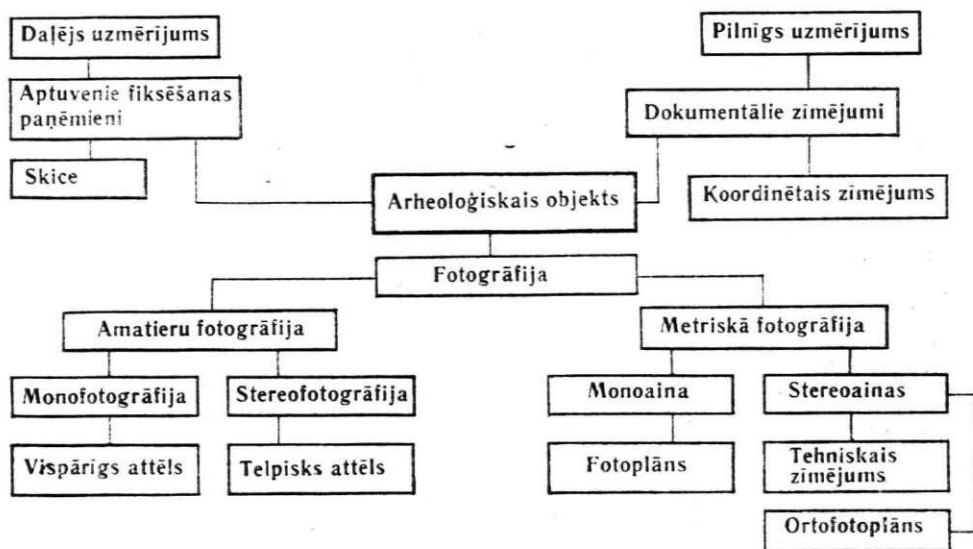 Daļējs uzmērījums
Pilnīgs uzmērījums
Aptuvenie fiksēšanas
paņēmieni
Dokumentālie zīmējumi
Skice
Arheoloģiskais objekts
Koordinētais zīmējums
Fotogrāfija
Amatieru fotogrāfija
Metriskā fotogrāfija
Monofotogrāfija
Stereofotogrāfija
Monoaina
Stereoainas
Vispārīgs attēls
Telpisks attēls
Fotoplāns
Tehniskais
zīmējums
Ortofotoplāns